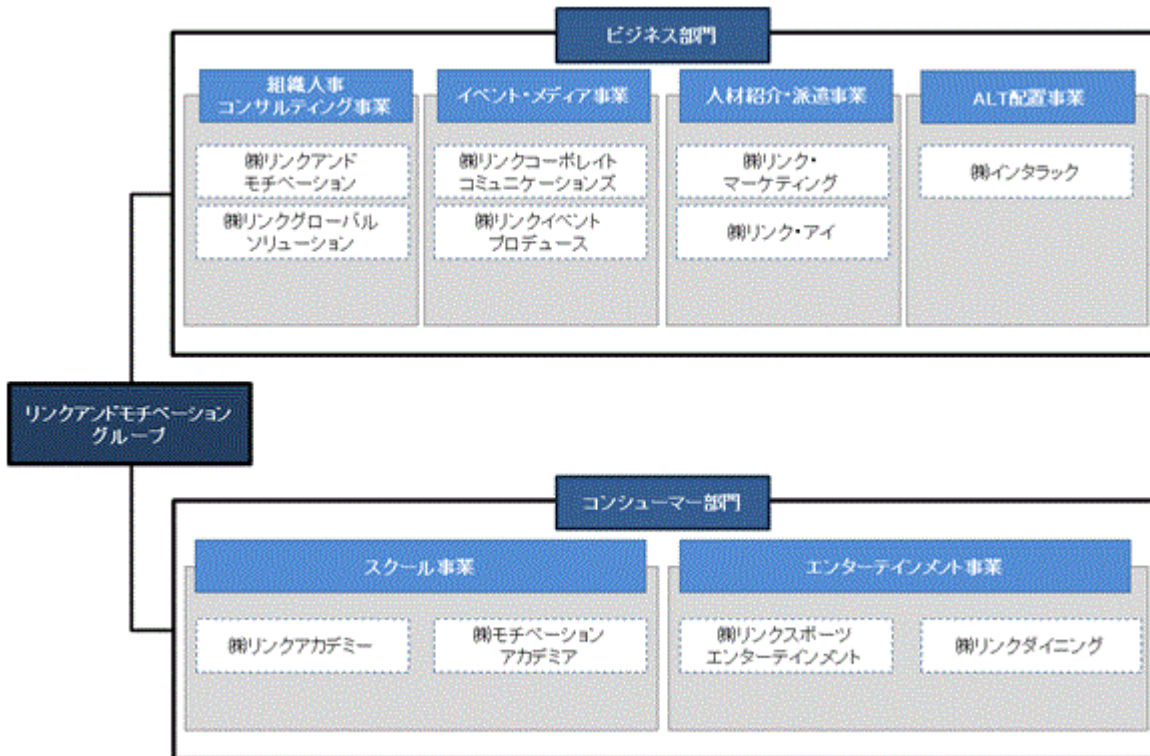 ビジネス部門
組織人事
コンサルティング事業
㈱リンクアンド
モチベーション
㈱リンクグローバル
ソリューション
イベント・メディア事業
㈱リンクコーポレイト
コミュニケーションズ
㈱リンクイベント
プロデュース
人材紹介・派遣事業
㈱リンク・
マーケティング
㈱リンク・アイ
ALT配置事業
㈱インタラック
リンクアンドモチベーション
グループ
コンシューマー部門
スクール事業
㈱リンクアカデミー
㈱モチベーション
アカデミア
エンターテインメント事業
㈱リンクスポーツ
エンターテインメント
㈱リンクダイニング